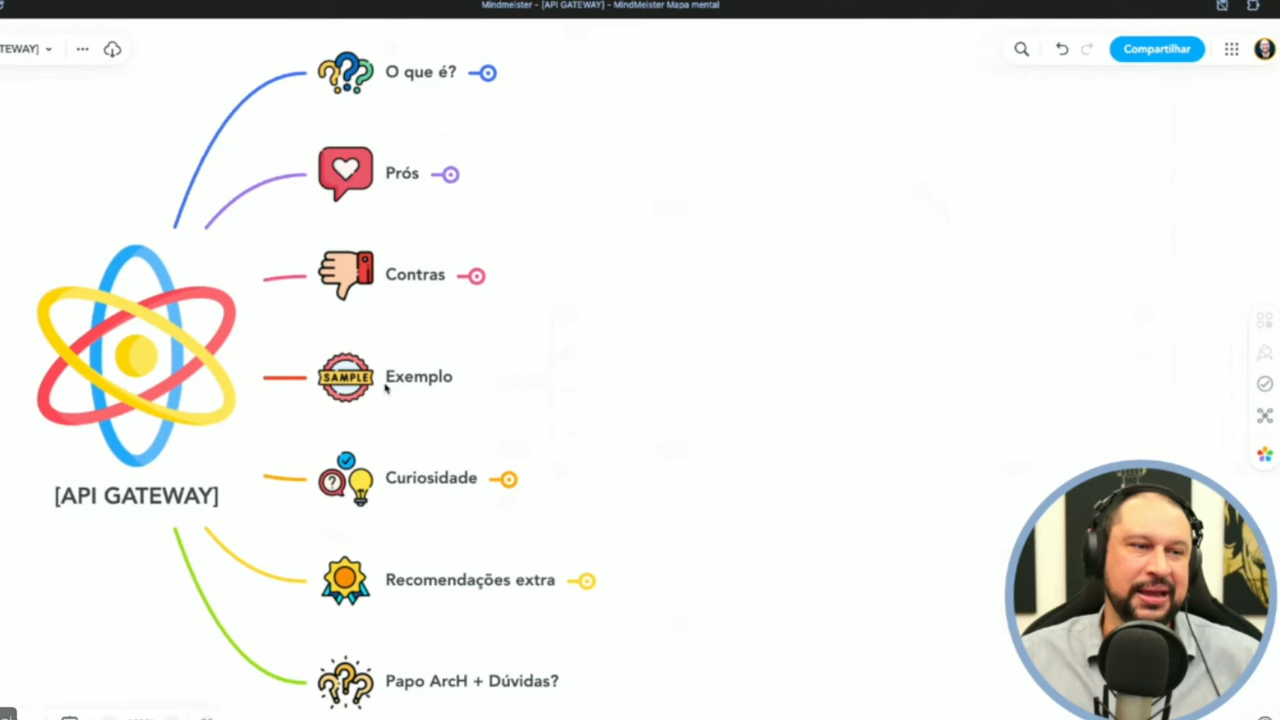 Mindmeister - [API GATEWAY] - MindMeister Mapa mental
TEWAY]
Compartilhar
O que é?
Prós
Contras
SAMPLE
Exemplo
Curiosidade
[API GATEWAY]
Recomendações extra
Papo ArcH + Dúvidas?